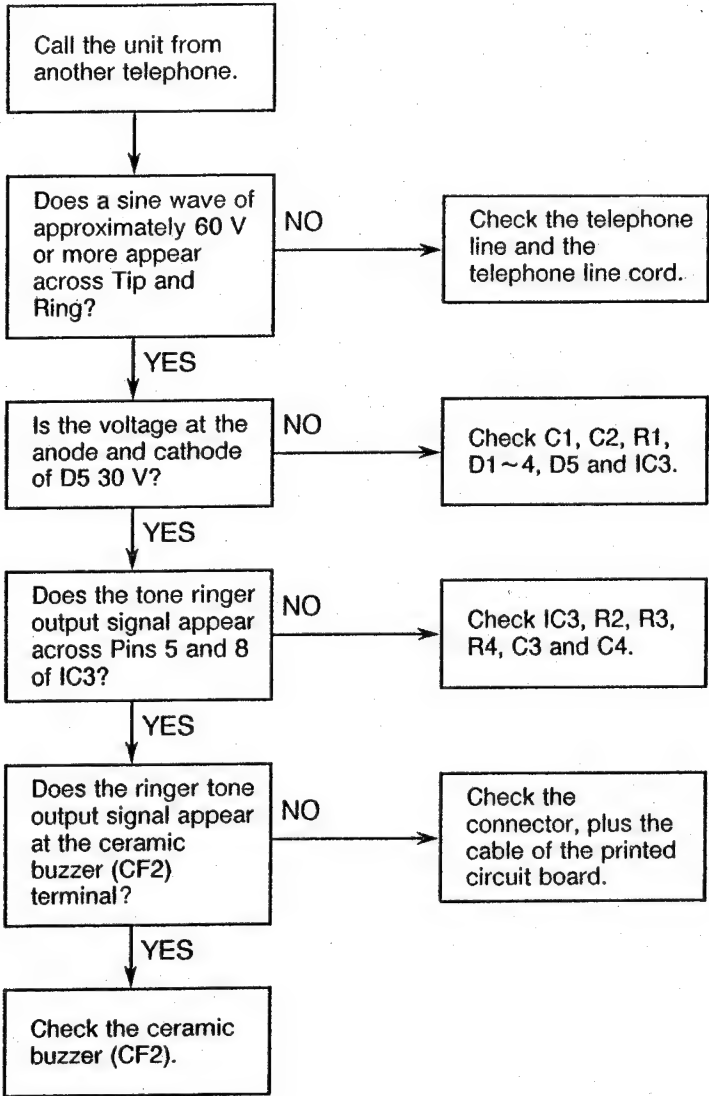 Call the unit from
another telephone.
Does a sine wave of
approximately 60 V
or more appear
across Tip and
Ring?
NO
Check the telephone
line and the
telephone line cord.
YES
Is the voltage at the
anode and cathode
of D5 30 V?
NO
Check C1, C2, R1,
D1~4, D5 and IC3.
YES
Does the tone ringer
output signal appear
across Pins 5 and 8
of IC3?
NO
Check IC3, R2, R3,
R4, C3 and C4.
YES
Does the ringer tone
output signal appear
at the ceramic
buzzer (CF2)
terminal?
NO
Check the
connector, plus the
cable of the printed
circuit board.
YES
Check the ceramic
buzzer (CF2).